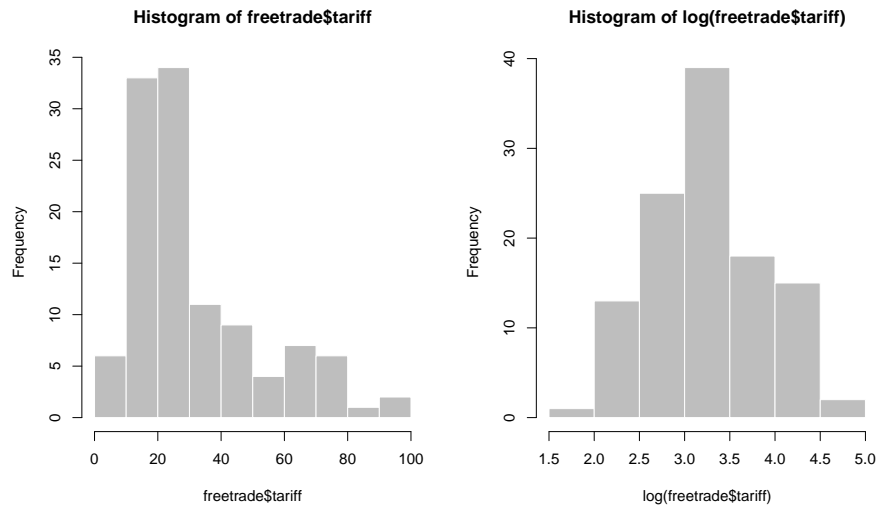 Histogram of freetrade$tariff
Frequency
35
30
25
20
15
10
5
0
0 20 40 60 80 100
freetrade$tariff
Histogram of log(freetrade$tariff)
Frequency
40
30
20
10
0
1.5 2.0 2.5 3.0 3.5 4.0 4.5 5.0
log(freetrade$tariff)